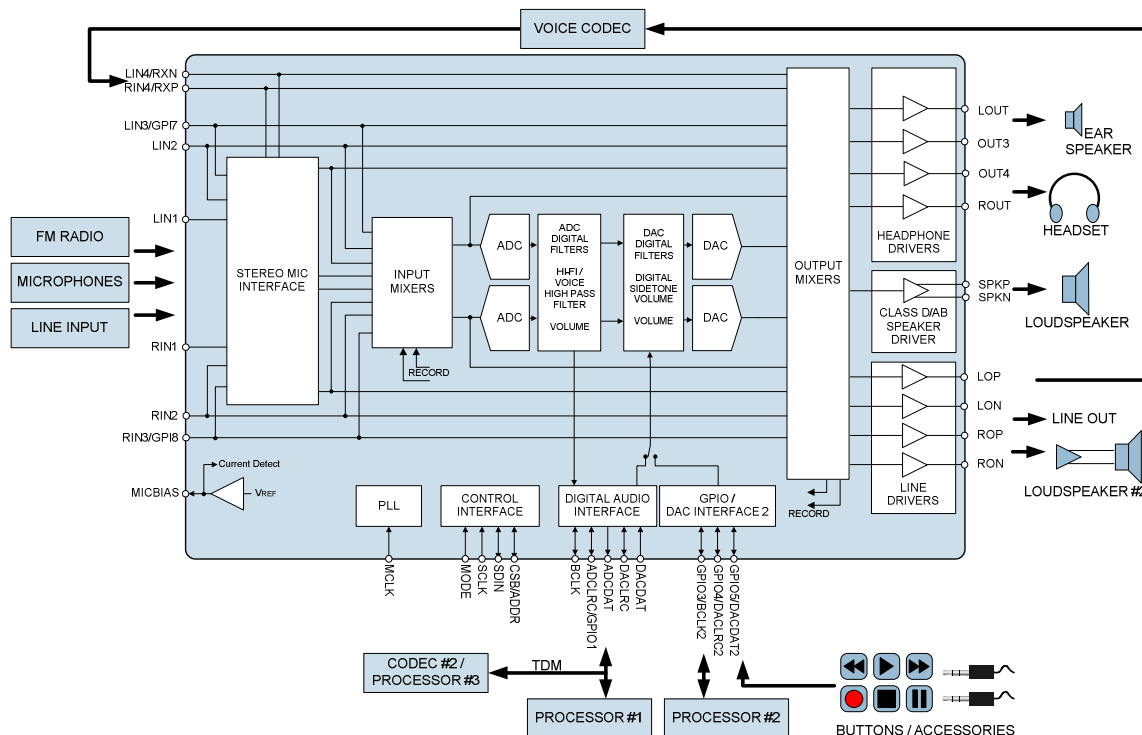 VOICE CODEC
LIN4/RXN
RIN4/RXP
LIN3/GPI7
LIN2
LIN1
FM RADIO
MICROPHONES
LINE INPUT
RIN1
RIN2
RIN3/GPI8
MICBIAS
STEREO MIC
INTERFACE
INPUT
MIXERS
RECORD
ADC
ADC
ADC
DIGITAL
FILTERS
HI-FI /
VOICE
HIGH PASS
FILTER
VOLUME
DAC
DIGITAL
FILTERS
DIGITAL
SIDETONE
VOLUME
VOLUME
DAC
DAC
OUTPUT
MIXERS
RECORD
HEADPHONE
DRIVERS
CLASS D/AB
SPEAKER
DRIVER
LINE
DRIVERS
LOUT
OUT3
OUT4
ROUT
SPKP
SPKN
LOP
LON
ROP
RON
EAR
SPEAKER
HEADSET
LOUDSPEAKER
LINE OUT
LOUDSPEAKER #2
Current Detect
VREF
PLL
CONTROL
INTERFACE
DIGITAL AUDIO
INTERFACE
GPIO /
DAC INTERFACE 2
MCLK
MODE
SCLK
SDIN
CSB/ADDR
BCLK
ADCLRC/GPIO1
ADCDAT
DACLRC
DACDAT
GPIO3/BCLK2
GPIO4/DACLRC2
GPIO5/DACDAT2
CODEC #2 /
PROCESSOR #3
TDM
PROCESSOR #1
PROCESSOR #2
BUTTONS / ACCESSORIES